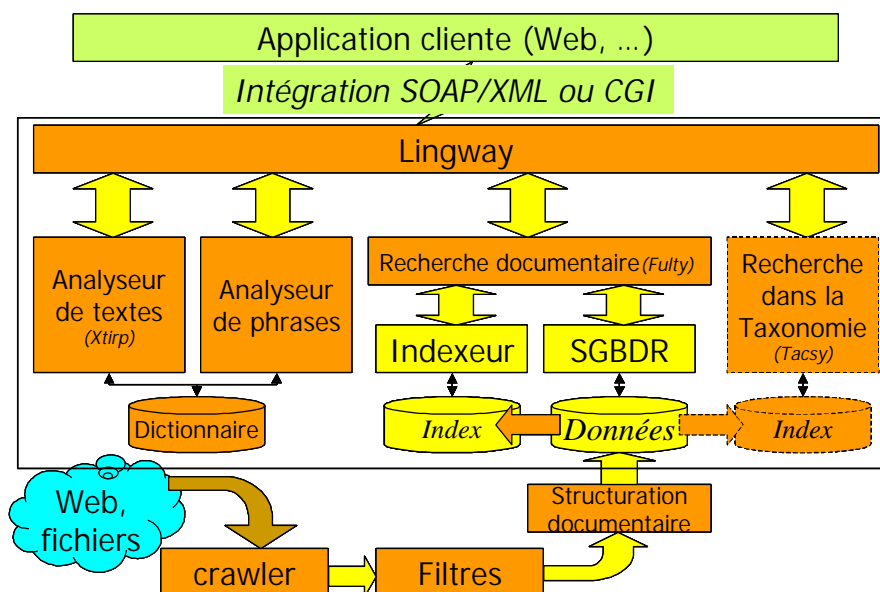 Application cliente (Web, ...)
Intégration SOAP/XML ou CGI
Lingway
Analyseur
de textes
(Xtirp)
Analyseur
de phrases
Recherche documentaire (Fulty)
Recherche
dans la
Taxonomie
(Tacsy)
Indexeur
SGBDR
Dictionnaire
Index
Données
Index
Web,
fichiers
Structuration
documentaire
crawler
Filtres